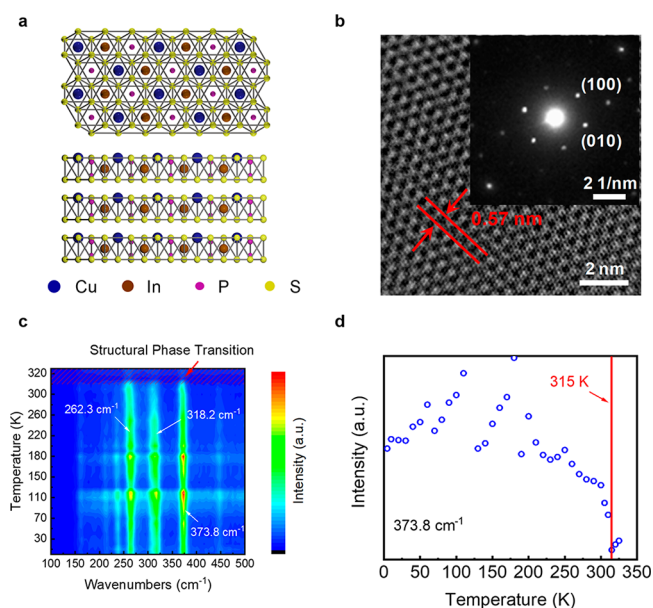 a
Cu
In
P
S
b
(100)
(010)
2 1/nm
0.57 nm
2 nm
c
Structural Phase Transition
320
300
260
220
180
150
110
70
30
Temperature (K)
262.3 cm⁻¹
318.2 cm⁻¹
373.8 cm⁻¹
100 150 200 250 300 350 400 450 500
Wavenumbers (cm⁻¹)
Intensity (a.u.)
d
315 K
373.8 cm⁻¹
Intensity (a.u.)
0 50 100 150 200 250 300 350
Temperature (K)